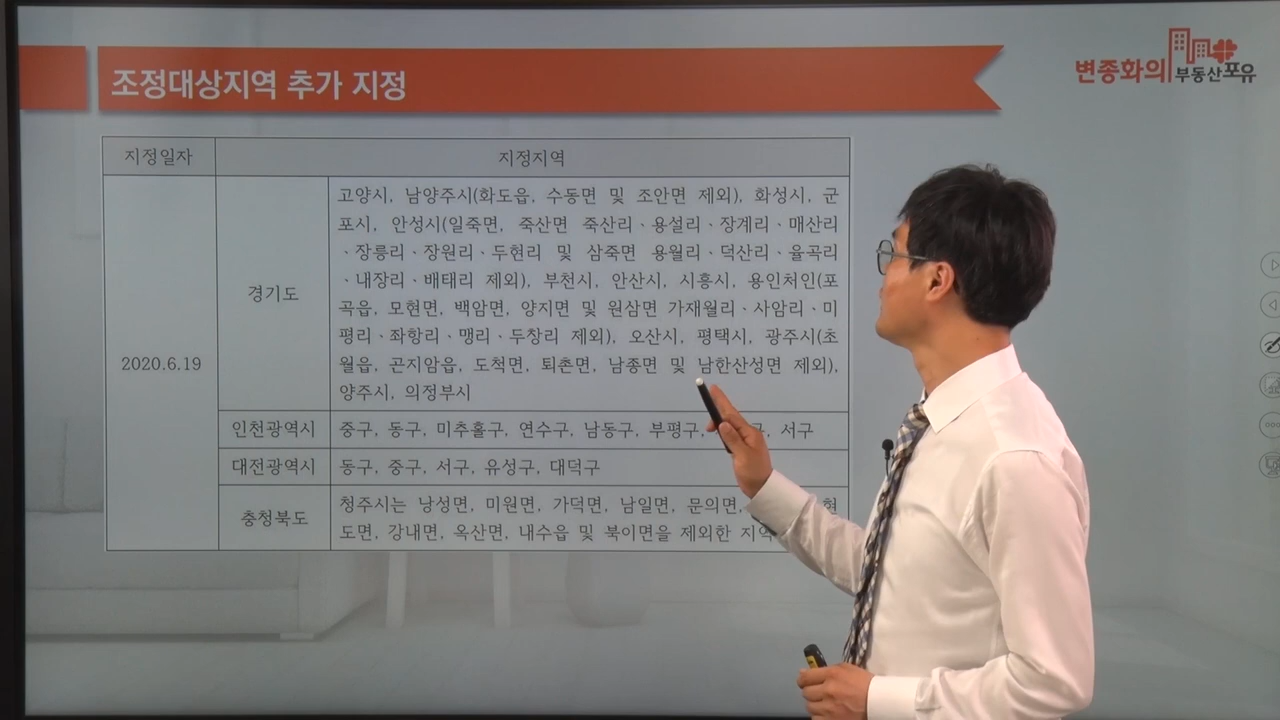 조정대상지역 추가 지정
변종화의 부동산포유
지정일자 지정지역
2020.6.19
경기도
고양시, 남양주시(화도읍, 수동면 및 조안면 제외), 화성시, 군
포시, 안성시(일죽면, 죽산면 죽산리ㆍ용설리ㆍ장계리ㆍ매산리
ㆍ장릉리ㆍ장원리ㆍ두현리 및 삼죽면 용월리ㆍ덕산리ㆍ율곡리
ㆍ내장리ㆍ배태리 제외), 부천시, 안산시, 시흥시, 용인처인(포
곡읍, 모현면, 백암면, 양지면 및 원삼면 가재월리ㆍ사암리ㆍ미
평리ㆍ좌항리ㆍ맹리ㆍ두창리 제외), 오산시, 평택시, 광주시(초
월읍, 곤지암읍, 도척면, 퇴촌면, 남종면 및 남한산성면 제외),
양주시, 의정부시
인천광역시 중구, 동구, 미추홀구, 연수구, 남동구, 부평구, 서구
대전광역시 동구, 중구, 서구, 유성구, 대덕구
충청북도
청주시는 낭성면, 미원면, 가덕면, 남일면, 문의면, 현
도면, 강내면, 옥산면, 내수읍 및 북이면을 제외한 지역